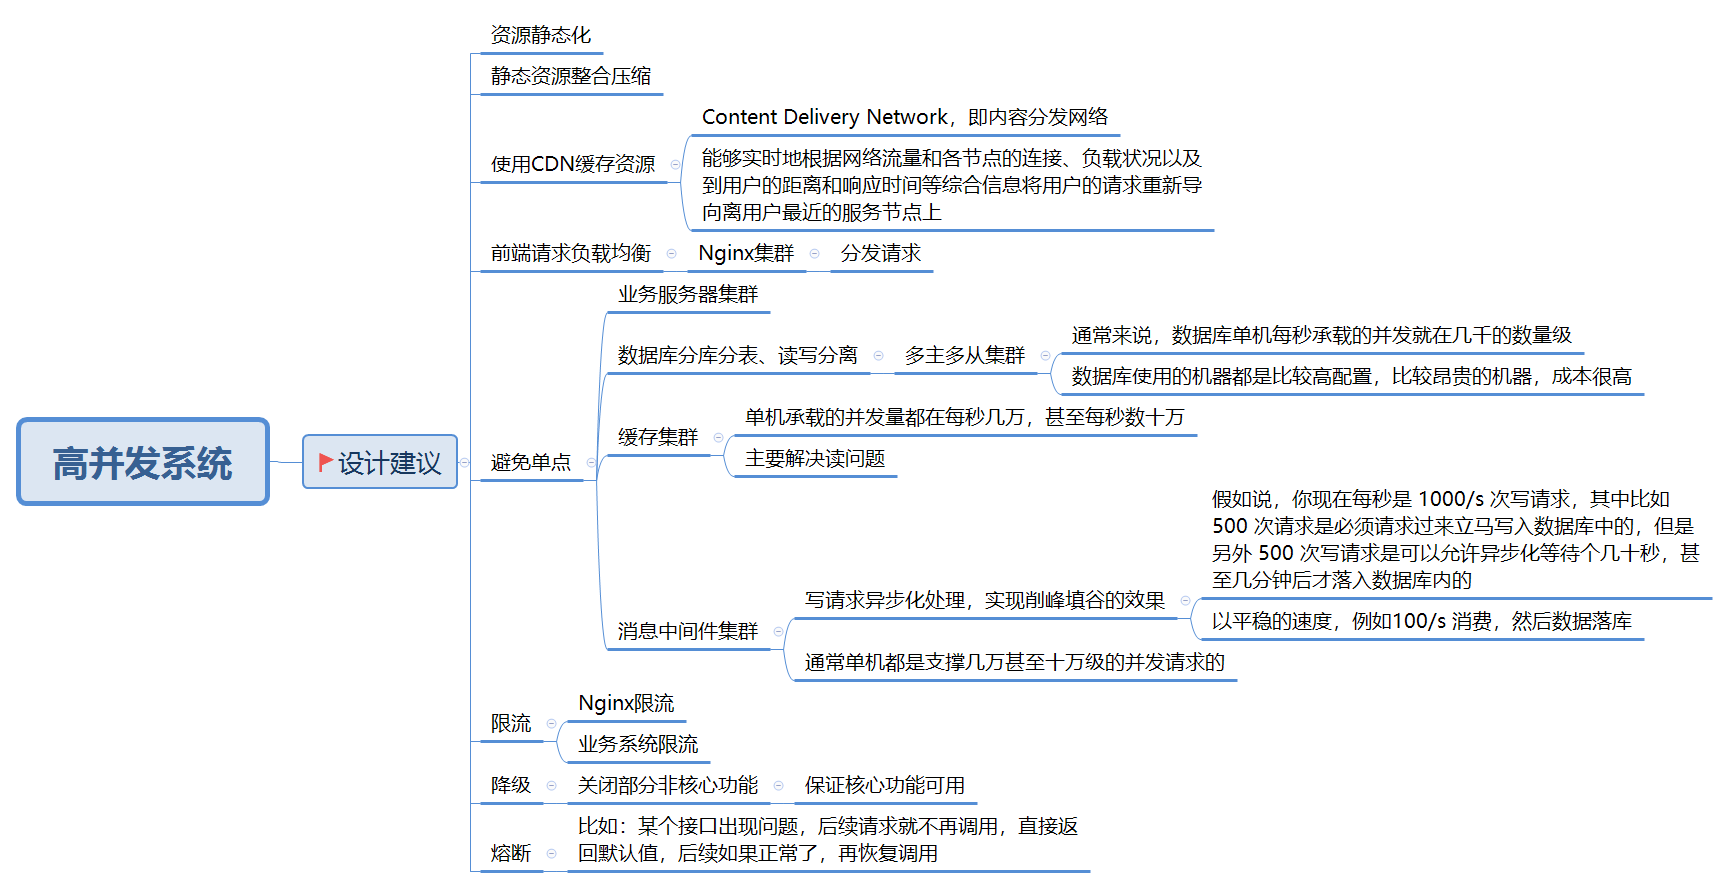 高并发系统
设计建议
资源静态化
静态资源整合压缩
使用CDN缓存资源
Content Delivery Network，即内容分发网络
能够实时地根据网络流量和各节点的连接、负载状况以及
到用户的距离和响应时间等综合信息将用户的请求重新导
向离用户最近的服务节点上
前端请求负载均衡
Nginx集群
分发请求
避免单点
业务服务器集群
数据库分库分表、读写分离
多主多从集群
通常来说，数据库单机每秒承载的并发就在几千的数量级
数据库使用的机器都是比较高配置，比较昂贵的机器，成本很高
缓存集群
单机承载的并发量都在每秒几万，甚至每秒数十万
主要解决读问题
消息中间件集群
写请求异步化处理，实现削峰填谷的效果
假如说，你现在每秒是 1000/s 次写请求，其中比如
500 次请求是必须请求过来立马写入数据库中的，但是
另外 500 次写请求是可以允许异步化等待个几十秒，甚
至几分钟后才落入数据库内的
以平稳的速度，例如100/s 消费，然后数据落库
通常单机都是支撑几万甚至十万级的并发请求的
限流
Nginx限流
业务系统限流
降级
关闭部分非核心功能
保证核心功能可用
熔断
比如：某个接口出现问题，后续请求就不再调用，直接返
回默认值，后续如果正常了，再恢复调用